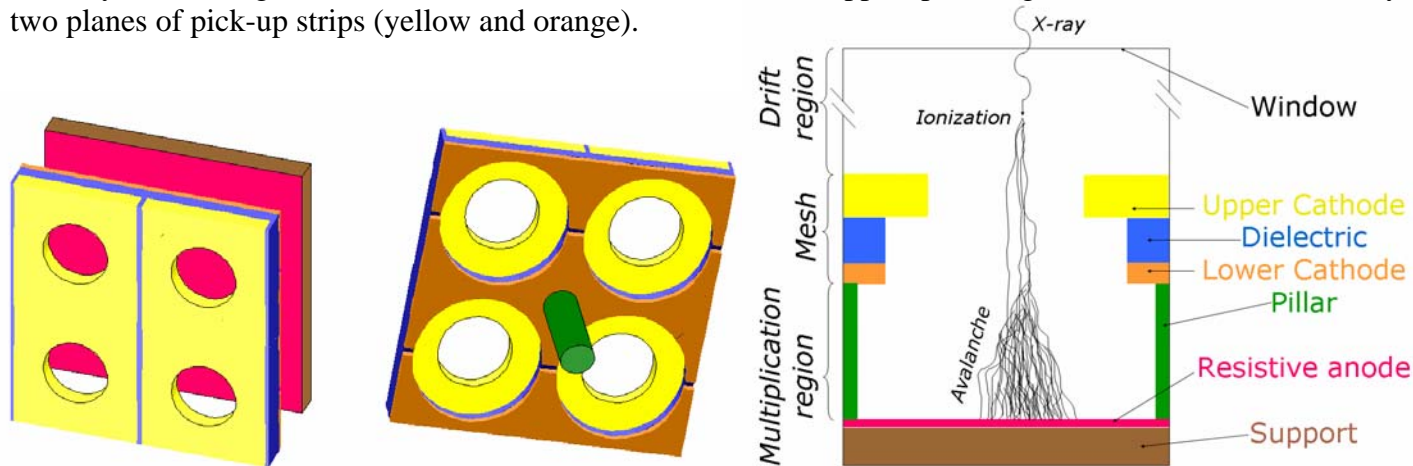 two planes of pick-up strips (yellow and orange).
X-ray
Drift region
Ionization
Window
Mesh
Upper Cathode
Dielectric
Lower Cathode
Pillar
Multiplication region
Avalanche
Resistive anode
Support